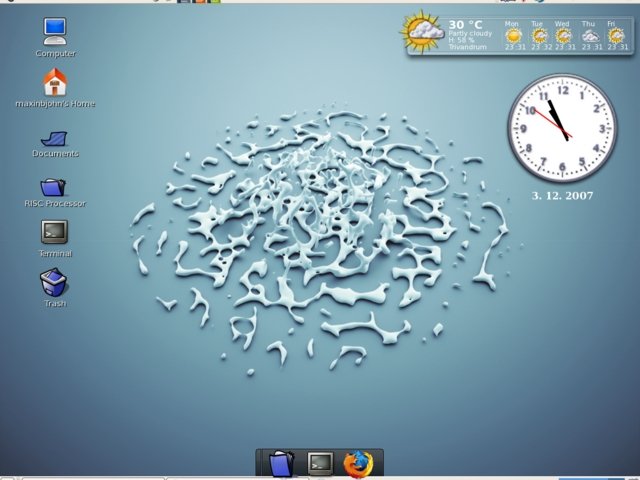 Computer
maxinbjohn's Home
Documents
RISC Processor
Terminal
Trash
30 °C
Partly cloudy
H: 58 %
Trivandrum
Mon Tue Wed Thu Fri
23 :31 23 :32 23 :31 23 :31 23 :31
12
1
2
3
4
5
6
7
8
9
10
11
3. 12. 2007